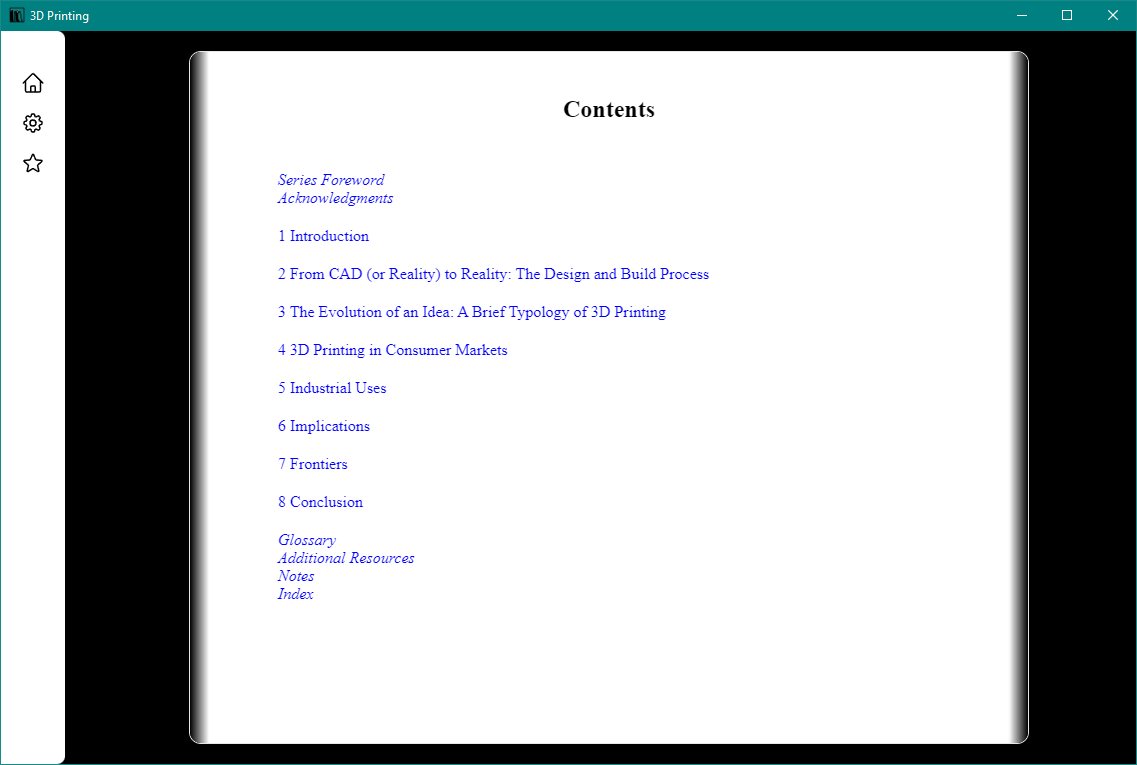 3D Printing
Contents
Series Foreword
Acknowledgments
1 Introduction
2 From CAD (or Reality) to Reality: The Design and Build Process
3 The Evolution of an Idea: A Brief Typology of 3D Printing
4 3D Printing in Consumer Markets
5 Industrial Uses
6 Implications
7 Frontiers
8 Conclusion
Glossary
Additional Resources
Notes
Index